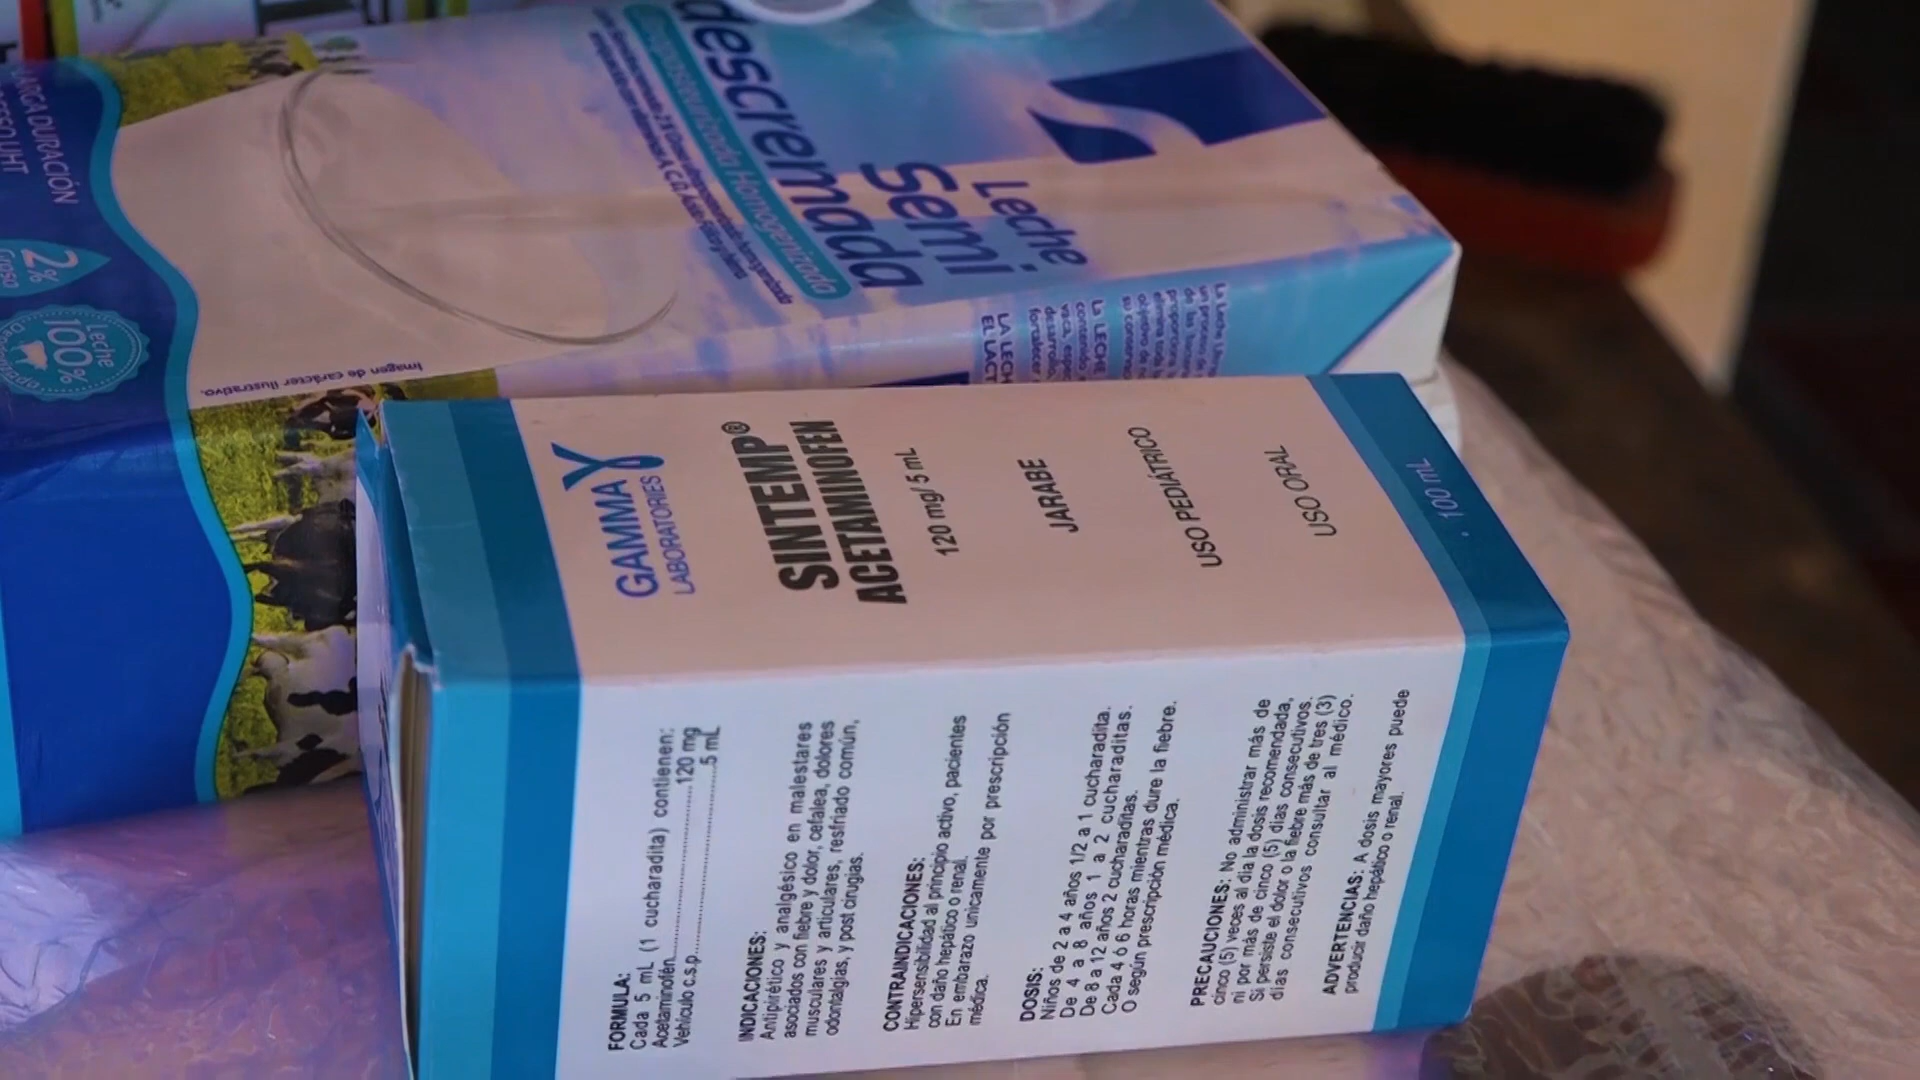 GAMMA
LABORATORIES
SINTEMP®
ACETAMINOFEN
120 mg/ 5 mL
JARABE
USO PEDIÁTRICO
USO ORAL
100 mL
FORMULA:
Cada 5 mL (1 cucharadita) contienen:
Acetaminofén.......................... 120 mg
Vehículo c.s.p..............................5 mL
INDICACIONES:
Antipirético y analgésico en malestares
asociados con fiebre y dolor, cefalea, dolores
musculares y articulares, resfriado común,
odontalgias, y post cirugias.
CONTRAINDICACIONES:
Hipersensibilidad al principio activo, pacientes
con daño hepático o renal.
En embarazo unicamente por prescripción
médica.
DOSIS:
Niños de 2 a 4 años 1/2 a 1 cucharadita.
De 4 a 8 años 1 a 2 cucharaditas.
De 8 a 12 años 2 cucharaditas.
Cada 4 ó 6 horas mientras dure la fiebre.
O según prescripción médica.
PRECAUCIONES: No administrar más de
cinco (5) veces al día la dosis recomendada,
ni por más de cinco (5) días consecutivos.
Si persiste el dolor o la fiebre más de tres (3)
días consecutivos consultar al médico.
ADVERTENCIAS: A dosis mayores puede
producir daño hepático o renal.
Leche
Semi
descremada
Homogenizada
LARGA DURACIÓN
UHT
2%
Grasa
Leche
100%
Imagen de carácter ilustrativo.
LA LECHE